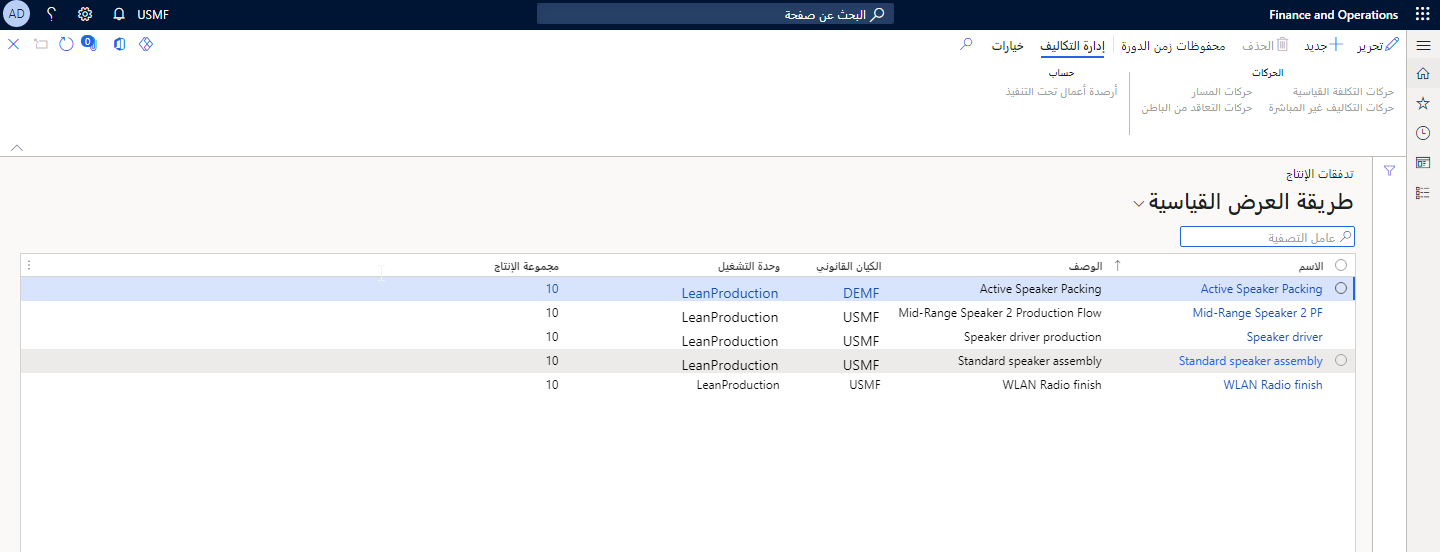 Finance and Operations
البحث عن صفحة
USMF
؟
AD
تحرير
جديد
الحذف
محفوظات زمن الدورة
إدارة التكاليف
خيارات
0
الحركات
حركات التكلفة القياسية
حركات المسار
حركات التكاليف غير المباشرة
حركات التعاقد من الباطن
حساب
أرصدة أعمال تحت التنفيذ
تدفقات الإنتاج
طريقة العرض القياسية
عامل التصفية
الاسم الوصف الكيان القانوني وحدة التشغيل مجموعة الإنتاج
Active Speaker Packing Active Speaker Packing DEMF LeanProduction 10
Mid-Range Speaker 2 PF Mid-Range Speaker 2 Production Flow USMF LeanProduction 10
Speaker driver Speaker driver production USMF LeanProduction 10
Standard speaker assembly Standard speaker assembly USMF LeanProduction 10
WLAN Radio finish WLAN Radio finish USMF LeanProduction 10